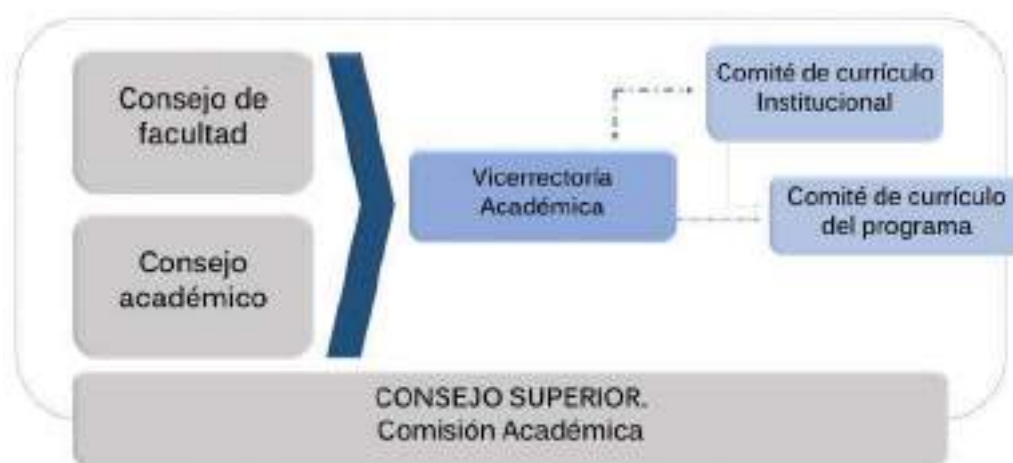 Consejo de
facultad
Consejo
académico
Vicerrectoría
Académica
Comité de currículo
Institucional
Comité de currículo
del programa
CONSEJO SUPERIOR.
Comisión Académica